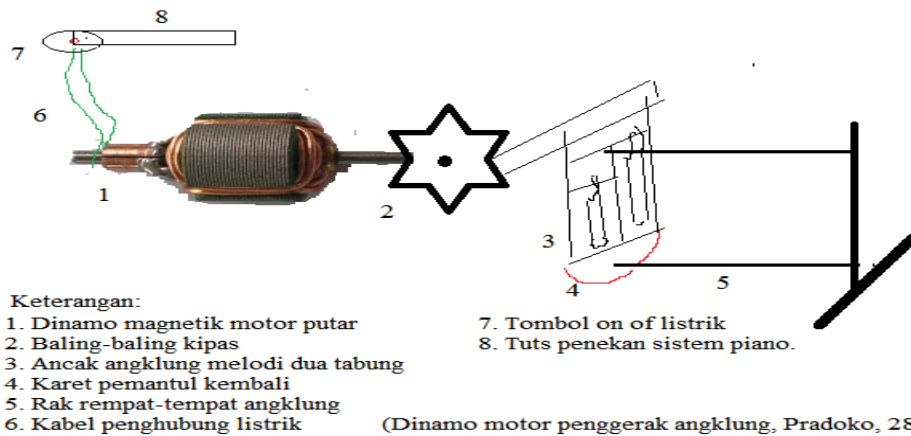 8
7
6
1
2
3
4
5
Keterangan:
1. Dinamo magnetik motor putar
2. Baling-baling kipas
3. Ancak angklung melodi dua tabung
4. Karet pemantul kembali
5. Rak rempat-tempat angklung
6. Kabel penghubung listrik
7. Tombol on of listrik
8. Tuts penekan sistem piano.
(Dinamo motor penggerak angklung, Pradoko, 28